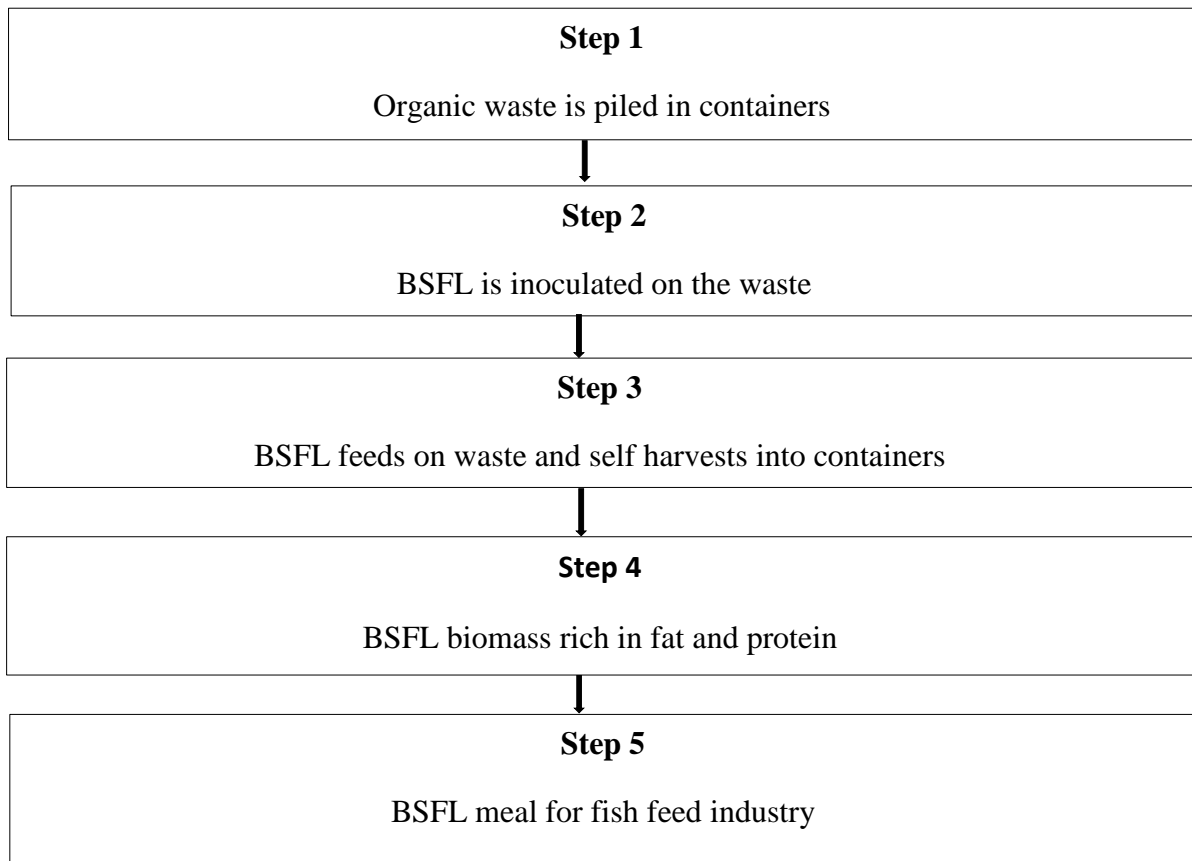 Step 1
Organic waste is piled in containers
Step 2
BSFL is inoculated on the waste
Step 3
BSFL feeds on waste and self harvests into containers
Step 4
BSFL biomass rich in fat and protein
Step 5
BSFL meal for fish feed industry